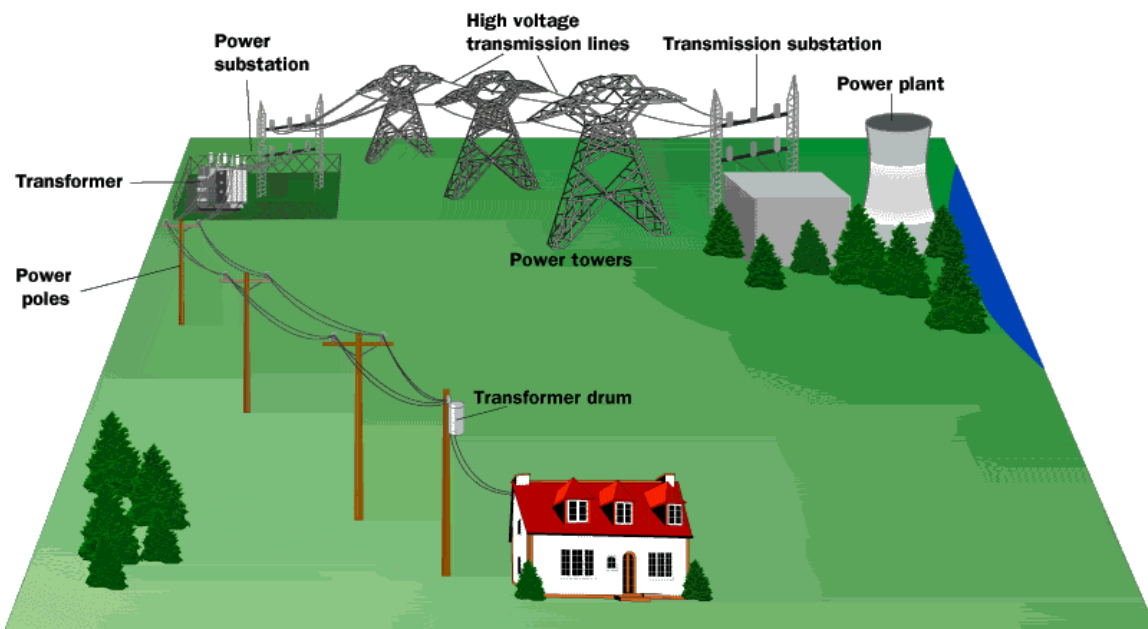 High voltage
transmission lines
Power
substation
Transmission substation
Power plant
Transformer
Power towers
Power
poles
Transformer drum